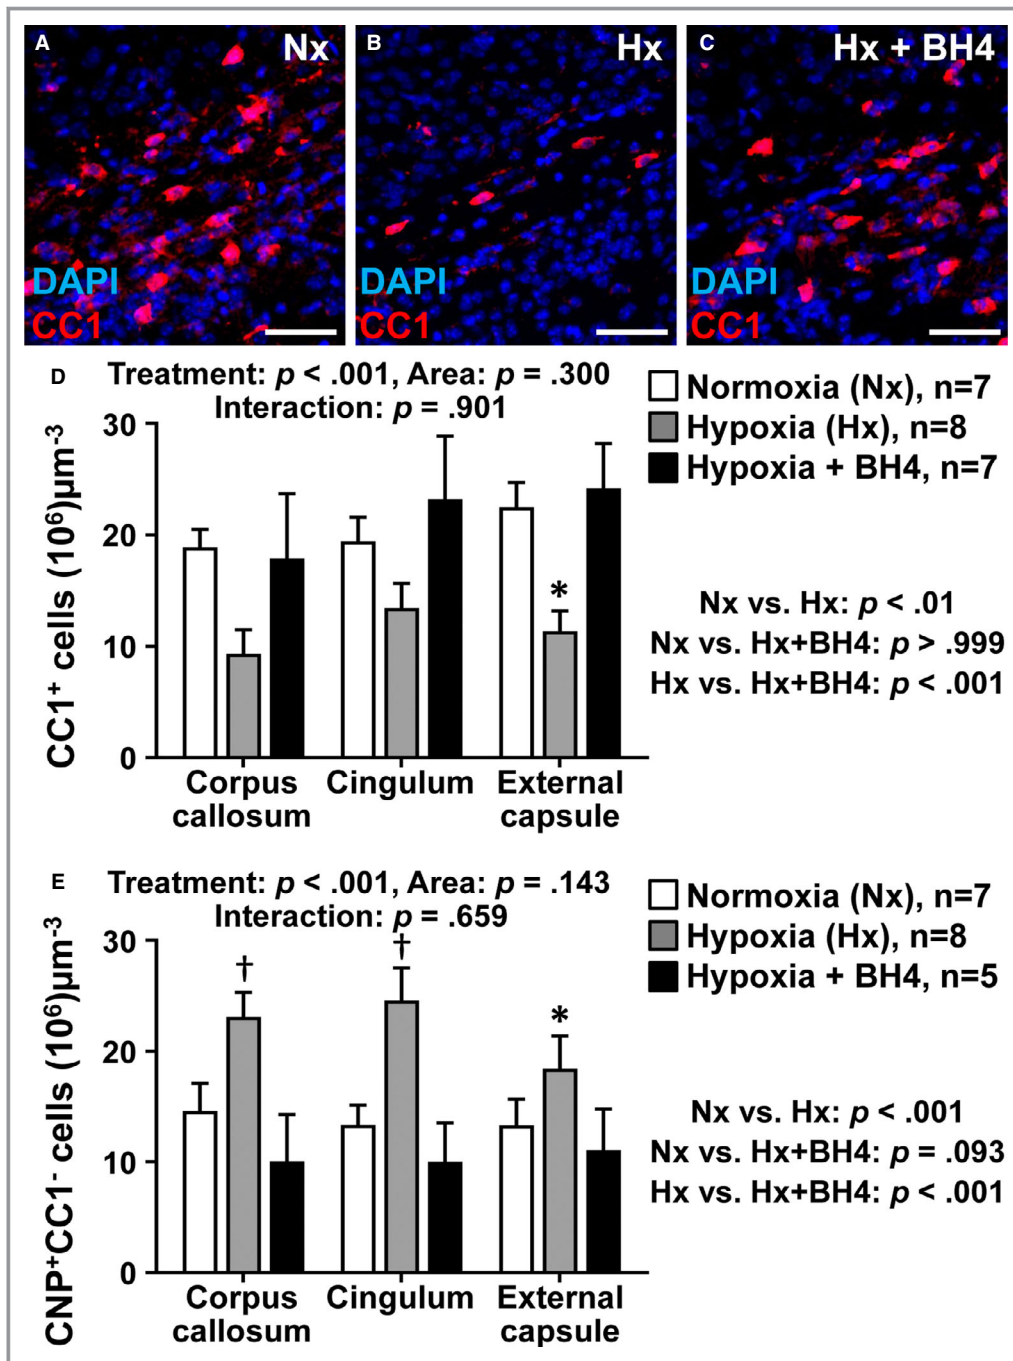 A
Nx
DAPI
CC1
B
Hx
DAPI
CC1
C
Hx + BH4
DAPI
CC1
D
Treatment: p < .001, Area: p = .300
Interaction: p = .901
CC1⁺ cells (10⁶)µm⁻³
30
20
10
0
*
Corpus callosum
Cingulum
External capsule
Normoxia (Nx), n=7
Hypoxia (Hx), n=8
Hypoxia + BH4, n=7
Nx vs. Hx: p < .01
Nx vs. Hx+BH4: p > .999
Hx vs. Hx+BH4: p < .001
E
Treatment: p < .001, Area: p = .143
Interaction: p = .659
CNP⁺CC1⁻ cells (10⁶)µm⁻³
30
20
10
0
†
†
*
Corpus callosum
Cingulum
External capsule
Normoxia (Nx), n=7
Hypoxia (Hx), n=8
Hypoxia + BH4, n=5
Nx vs. Hx: p < .001
Nx vs. Hx+BH4: p = .093
Hx vs. Hx+BH4: p < .001